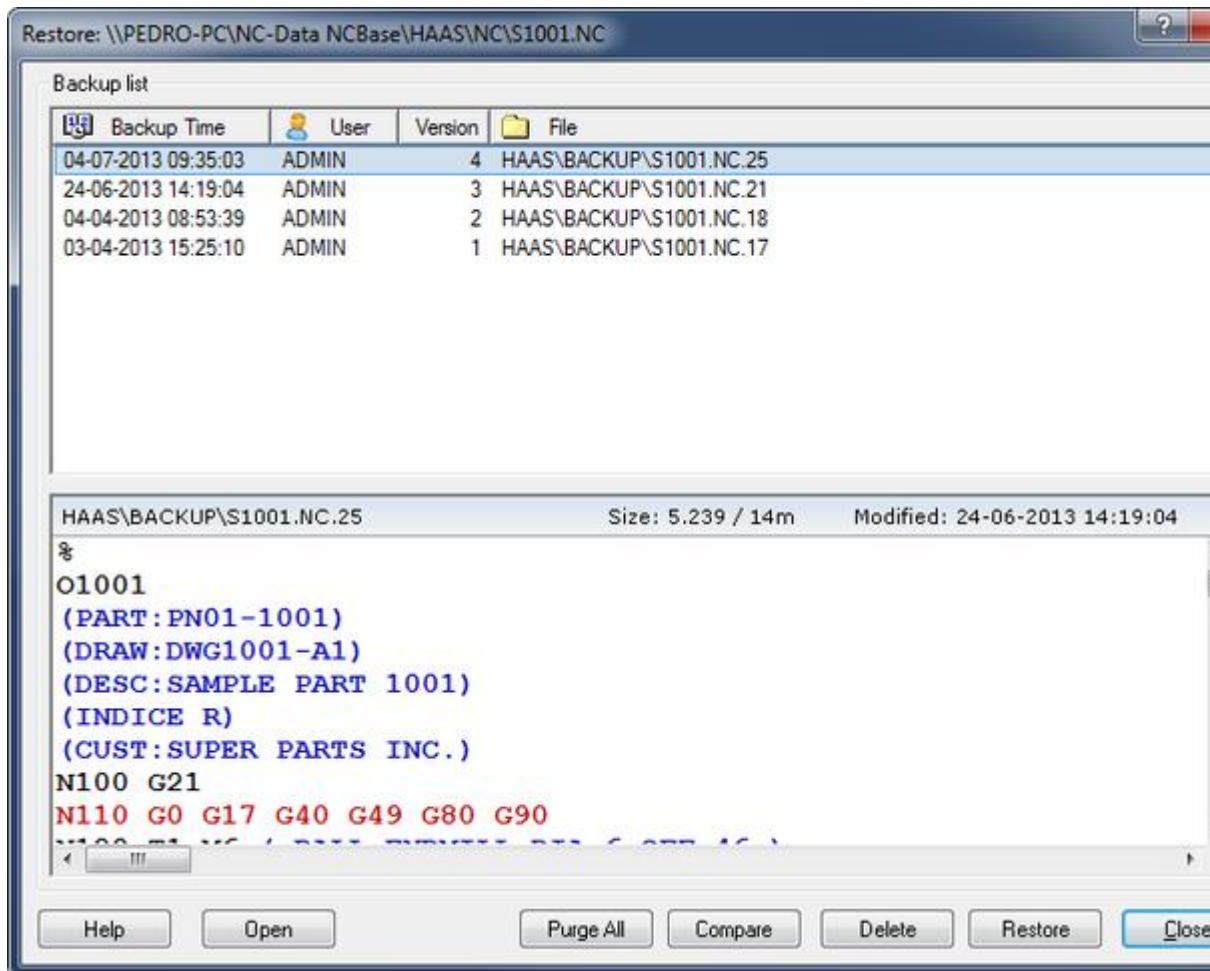 Restore: \\PEDRO-PC\NC-Data NCBase\HAAS\NC\S1001.NC
?
Backup list
Backup Time User Version File
04-07-2013 09:35:03 ADMIN 4 HAAS\BACKUP\S1001.NC.25
24-06-2013 14:19:04 ADMIN 3 HAAS\BACKUP\S1001.NC.21
04-04-2013 08:53:39 ADMIN 2 HAAS\BACKUP\S1001.NC.18
03-04-2013 15:25:10 ADMIN 1 HAAS\BACKUP\S1001.NC.17
HAAS\BACKUP\S1001.NC.25 Size: 5.239 / 14m Modified: 24-06-2013 14:19:04
%
O1001
(PART:PN01-1001)
(DRAW:DWG1001-A1)
(DESC:SAMPLE PART 1001)
(INDICE R)
(CUST:SUPER PARTS INC.)
N100 G21
N110 G0 G17 G40 G49 G80 G90
Help Open Purge All Compare Delete Restore Close